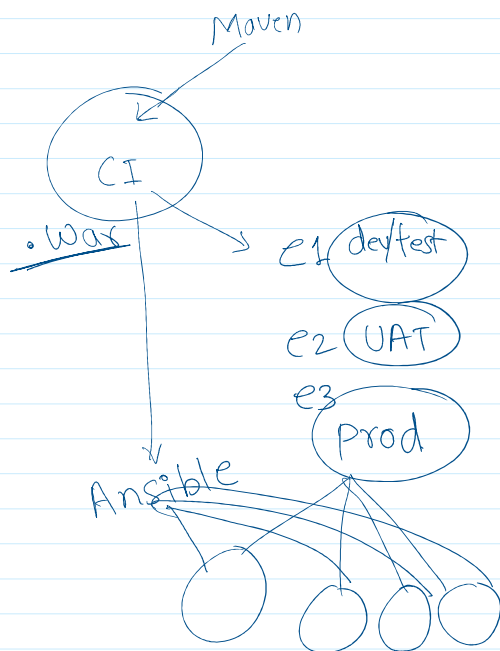 Maven
CI
.war
e1 dev/test
e2 UAT
e3
prod
Ansible